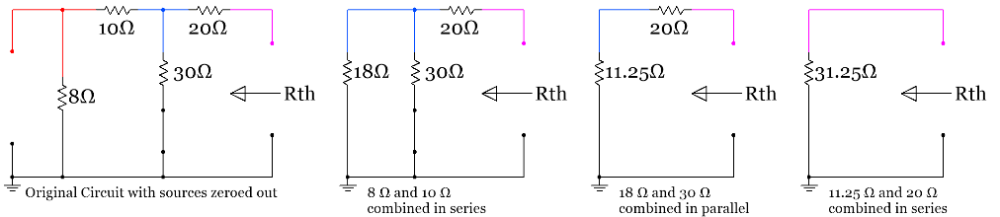 10Ω
20Ω
8Ω
30Ω
Rth
Original Circuit with sources zeroed out
20Ω
18Ω
30Ω
Rth
8 Ω and 10 Ω
combined in series
20Ω
11.25Ω
Rth
18 Ω and 30 Ω
combined in parallel
31.25Ω
Rth
11.25 Ω and 20 Ω
combined in series